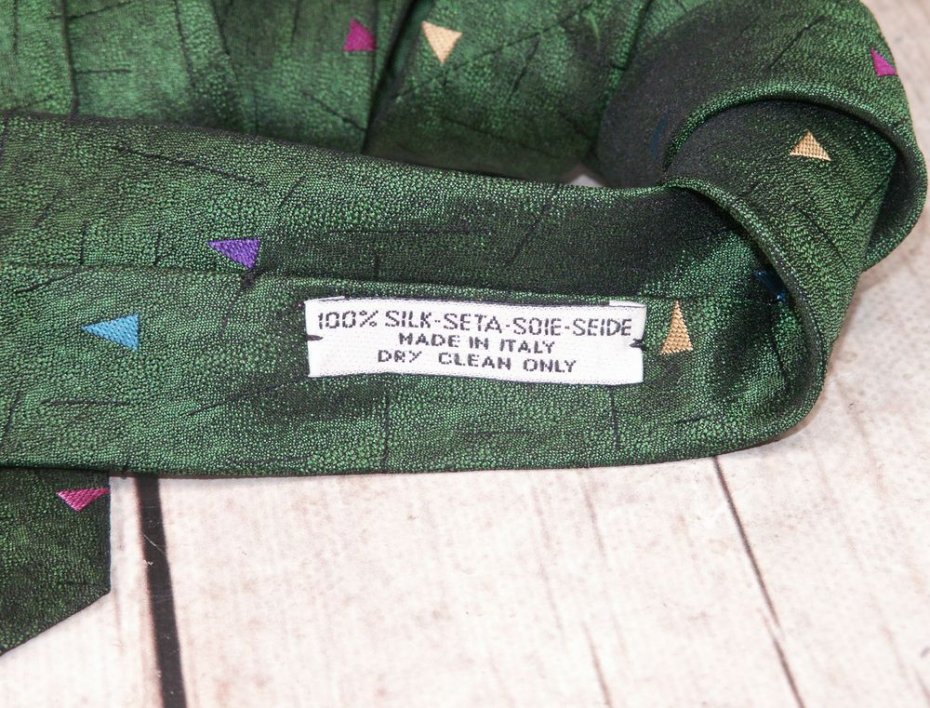 100% SILK-SETA-SOIE-SEIDE
MADE IN ITALY
DRY CLEAN ONLY